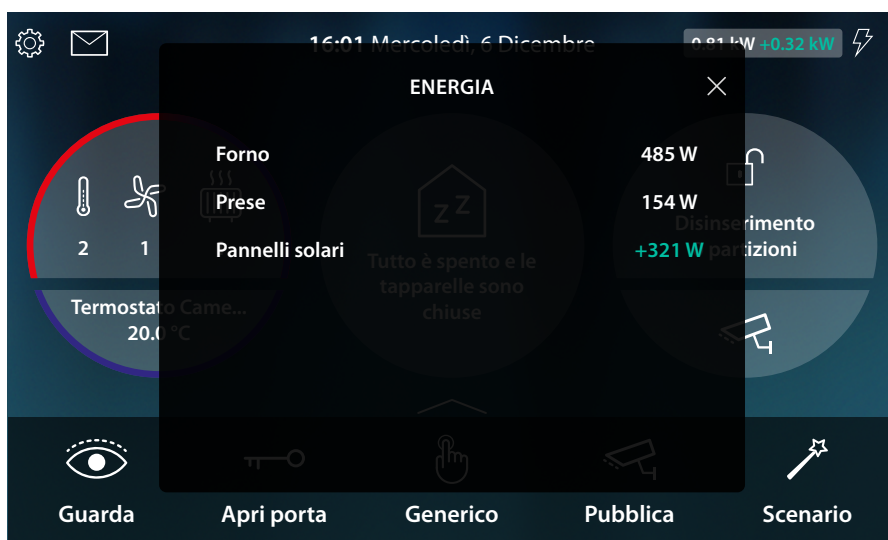 16:01 Mercoledì, 6 Dicembre
0.81 kW +0.32 kW
ENERGIA
Forno 485 W
Prese 154 W
Pannelli solari +321 W
2 1
Termostato Came...
20.0 °C
zZ
Tutto è spento e le
tapparelle sono
chiuse
Disinserimento
partizioni
Guarda Apri porta Generico Pubblica Scenario